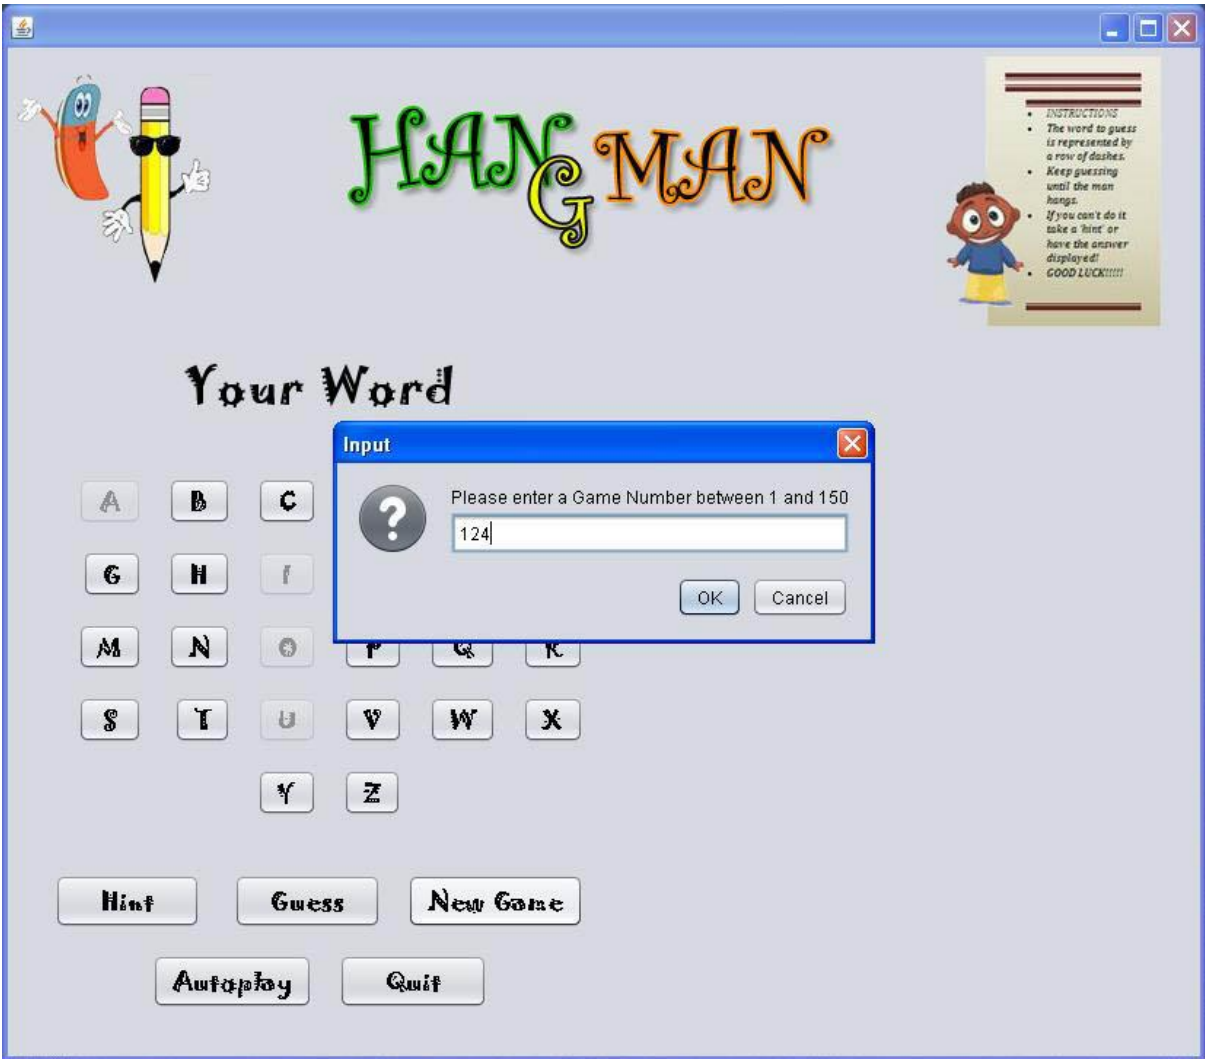 HANGMAN
INSTRUCTIONS
The word to guess
is represented by
a row of dashes.
Keep guessing
until the man
hangs.
If you can't do it
take a 'hint' or
have the answer
displayed!
GOOD LUCK!!!!!
Your Word
Input
Please enter a Game Number between 1 and 150
124
OK Cancel
A B C
G H I
M N O P Q R
S T U V W X
Y Z
Hint Guess New Game
Autoplay Quit